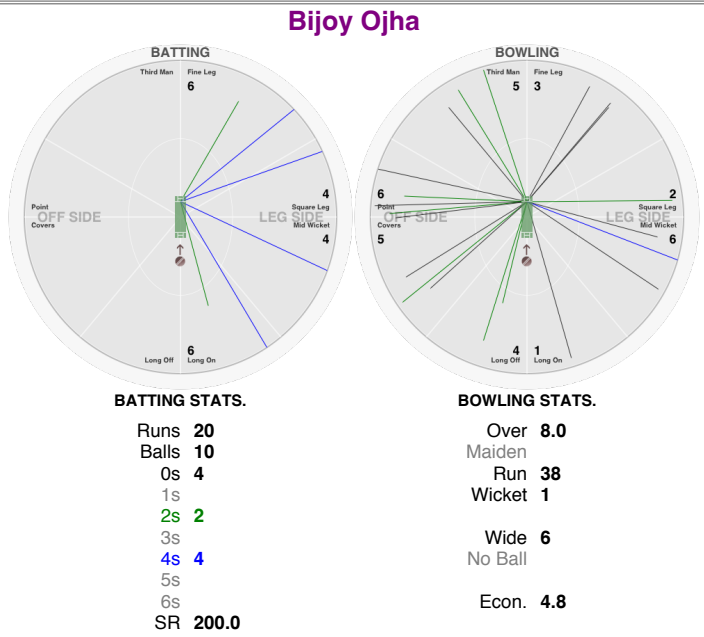 Bijoy Ojha
BATTING
Third Man Fine Leg
6
4
Point Square Leg
OFF SIDE LEG SIDE
Covers Mid Wicket
4
6
Long Off Long On
BOWLING
Third Man Fine Leg
5 3
6 2
Point Square Leg
OFF SIDE LEG SIDE
Covers Mid Wicket
5 6
4 1
Long Off Long On
BATTING STATS.
Runs 20
Balls 10
0s 4
1s
2s 2
3s
4s 4
5s
6s
SR 200.0
BOWLING STATS.
Over 8.0
Maiden
Run 38
Wicket 1
Wide 6
No Ball
Econ. 4.8